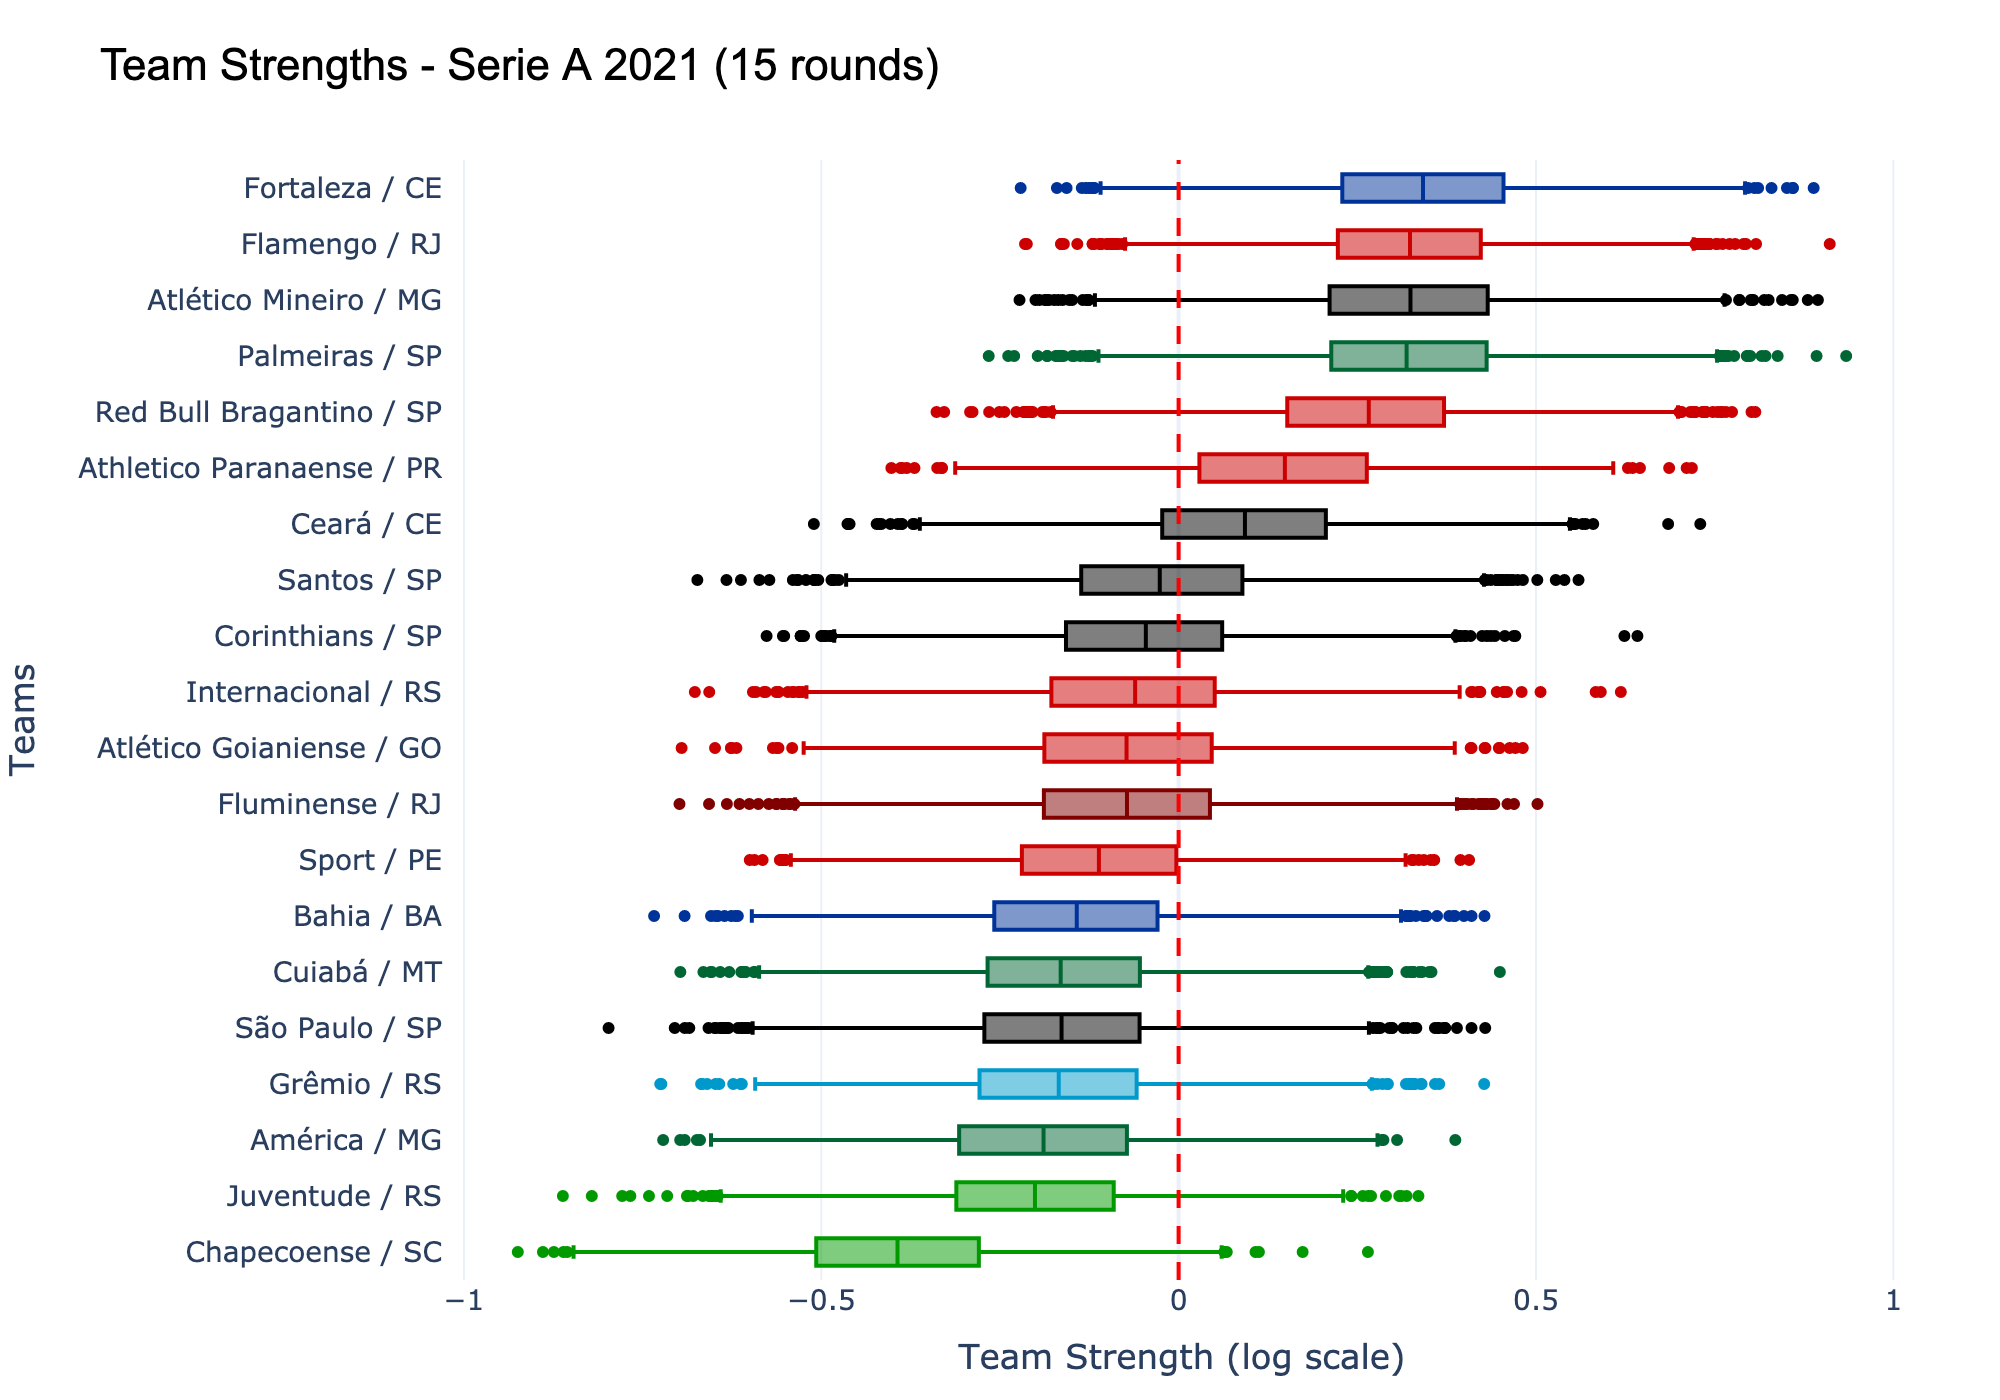 Team Strengths - Serie A 2021 (15 rounds)
Fortaleza / CE
Flamengo / RJ
Atlético Mineiro / MG
Palmeiras / SP
Red Bull Bragantino / SP
Athletico Paranaense / PR
Ceará / CE
Santos / SP
Corinthians / SP
Internacional / RS
Atlético Goianiense / GO
Fluminense / RJ
Sport / PE
Bahia / BA
Cuiabá / MT
São Paulo / SP
Grêmio / RS
América / MG
Juventude / RS
Chapecoense / SC
Teams
−1 −0.5 0 0.5 1
Team Strength (log scale)